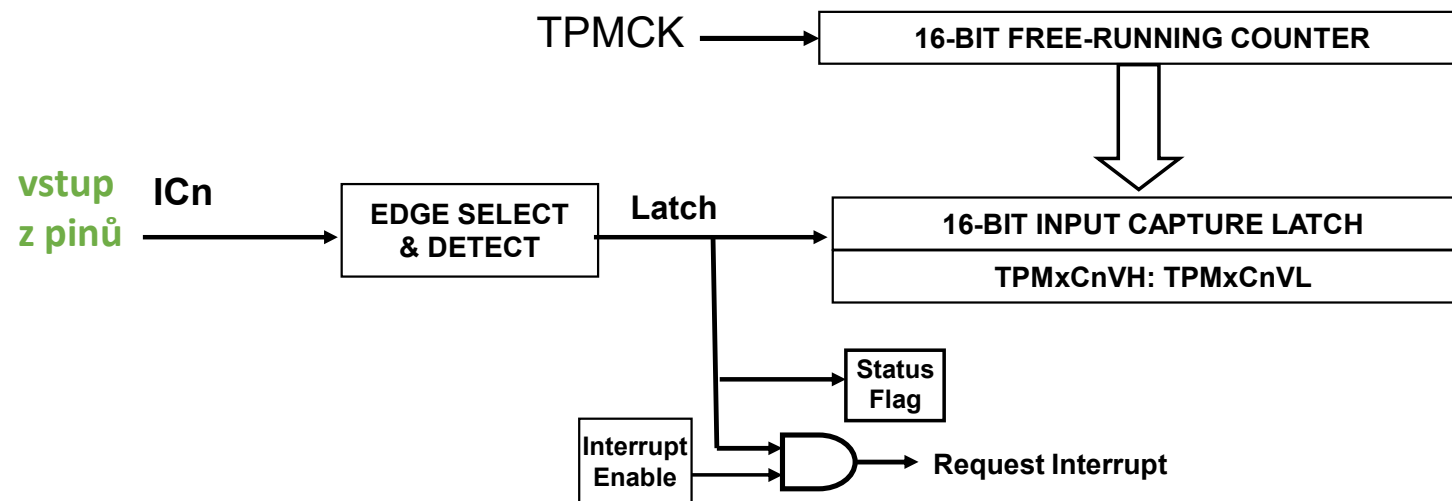 TPMCK
16-BIT FREE-RUNNING COUNTER
vstup
z pinů
ICn
EDGE SELECT
& DETECT
Latch
16-BIT INPUT CAPTURE LATCH
TPMxCnVH: TPMxCnVL
Status
Flag
Interrupt
Enable
Request Interrupt